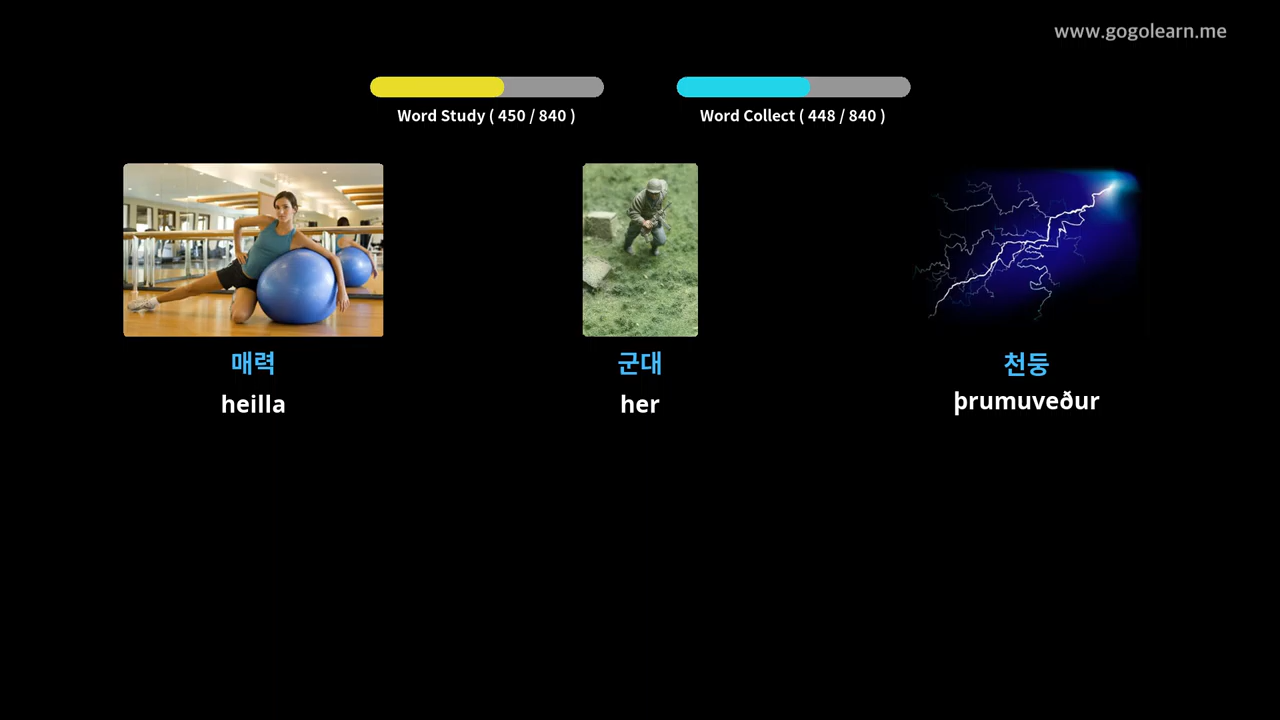 www.gogolearn.me
Word Study ( 450 / 840 )
Word Collect ( 448 / 840 )
매력
heilla
군대
her
천둥
þrumuveður